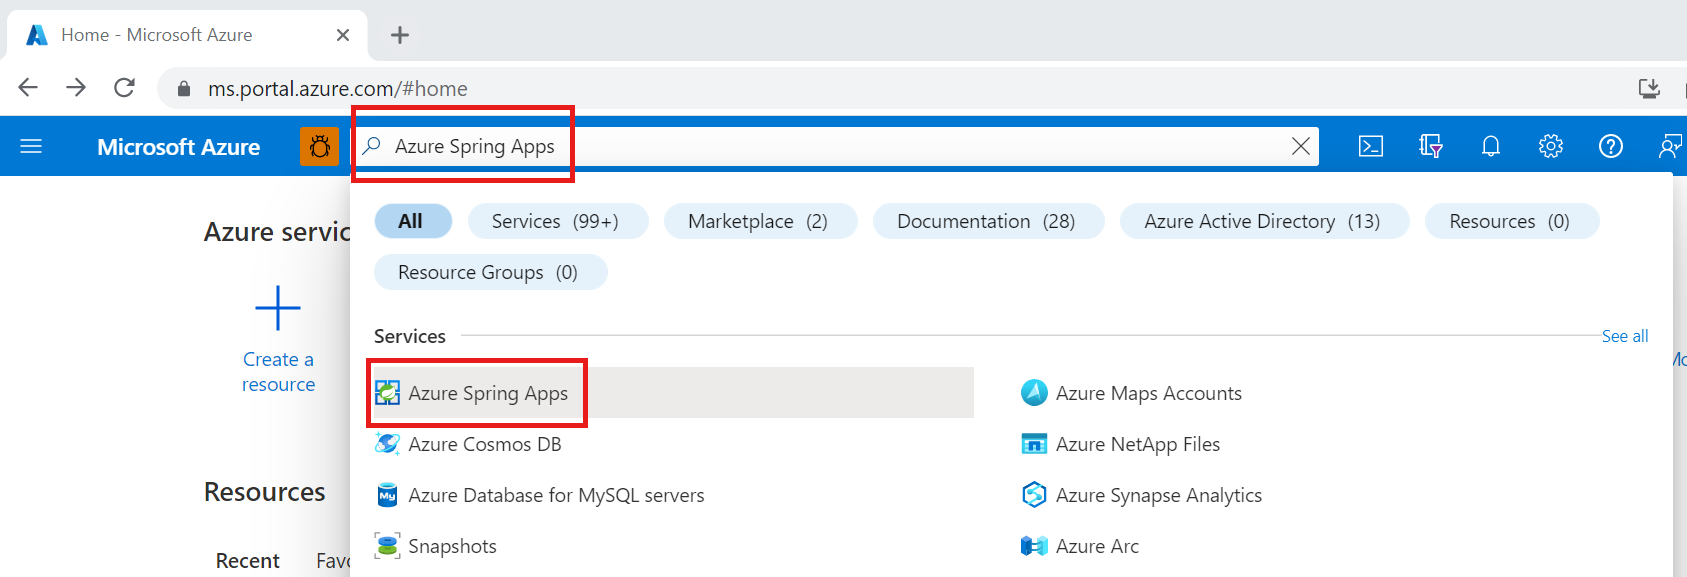 Home - Microsoft Azure
ms.portal.azure.com/#home
Microsoft Azure
Azure Spring Apps
All
Services (99+)
Marketplace (2)
Documentation (28)
Azure Active Directory (13)
Resources (0)
Resource Groups (0)
Azure servic
Create a
resource
Services
See all
Azure Spring Apps
Azure Maps Accounts
Azure Cosmos DB
Azure NetApp Files
My
Azure Database for MySQL servers
Azure Synapse Analytics
Snapshots
Azure Arc
Resources
Recent
Favo
Mo